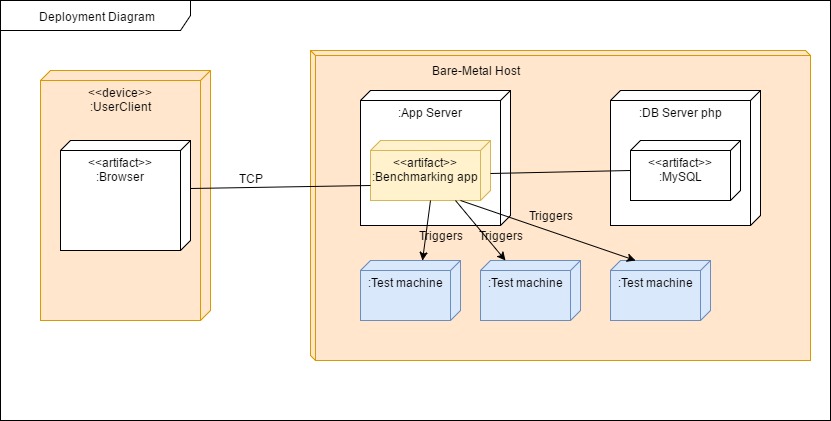 Deployment Diagram
<<device>>
:UserClient
<<artifact>>
:Browser
TCP
Bare-Metal Host
:App Server
<<artifact>>
:Benchmarking app
:DB Server php
<<artifact>>
:MySQL
Triggers
Triggers
Triggers
:Test machine
:Test machine
:Test machine